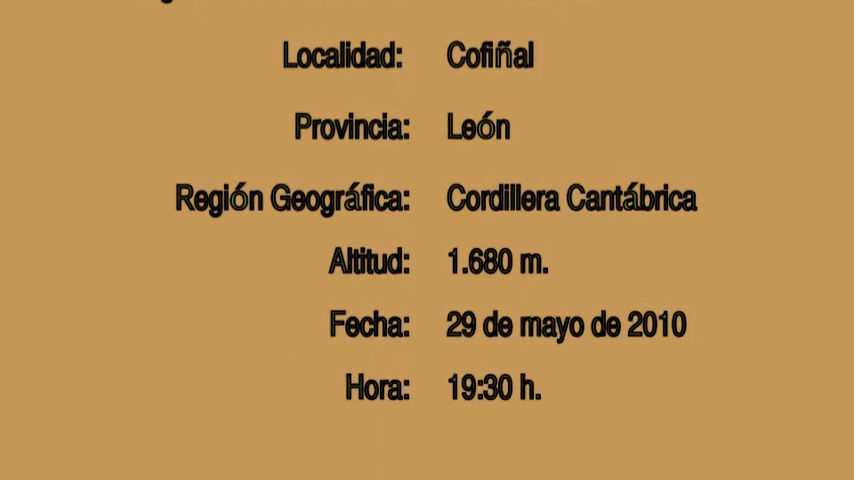 Localidad: Cofiñal
Provincia: León
Región Geográfica: Cordillera Cantábrica
Altitud: 1.680 m.
Fecha: 29 de mayo de 2010
Hora: 19:30 h.